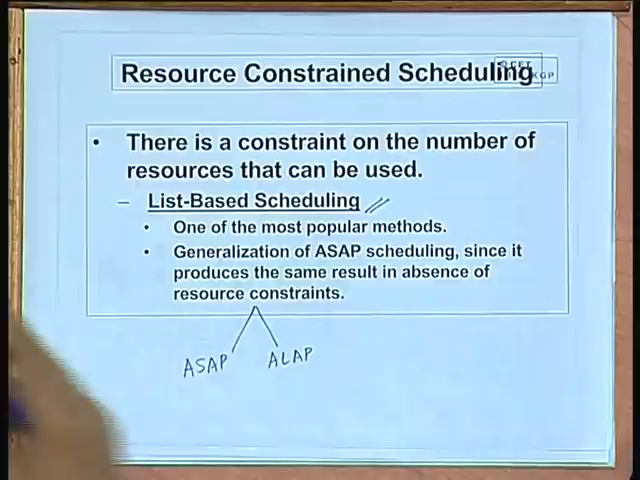 Resource Constrained Scheduling
• There is a constraint on the number of
resources that can be used.
– List-Based Scheduling
• One of the most popular methods.
• Generalization of ASAP scheduling, since it
produces the same result in absence of
resource constraints.
ASAP ALAP